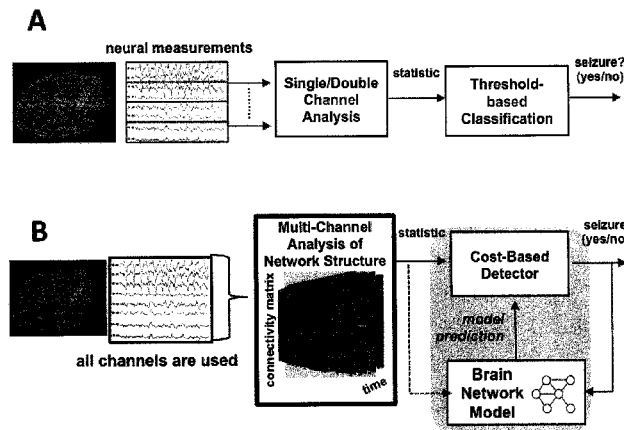 A
neural measurements
Single/Double
Channel
Analysis
statistic
Threshold-
based
Classification
seizure?
(yes/no)
B
all channels are used
Multi-Channel
Analysis of
Network Structure
connectivity matrix
time
statistic
Cost-Based
Detector
seizure?
(yes/no)
model
prediction
Brain
Network
Model